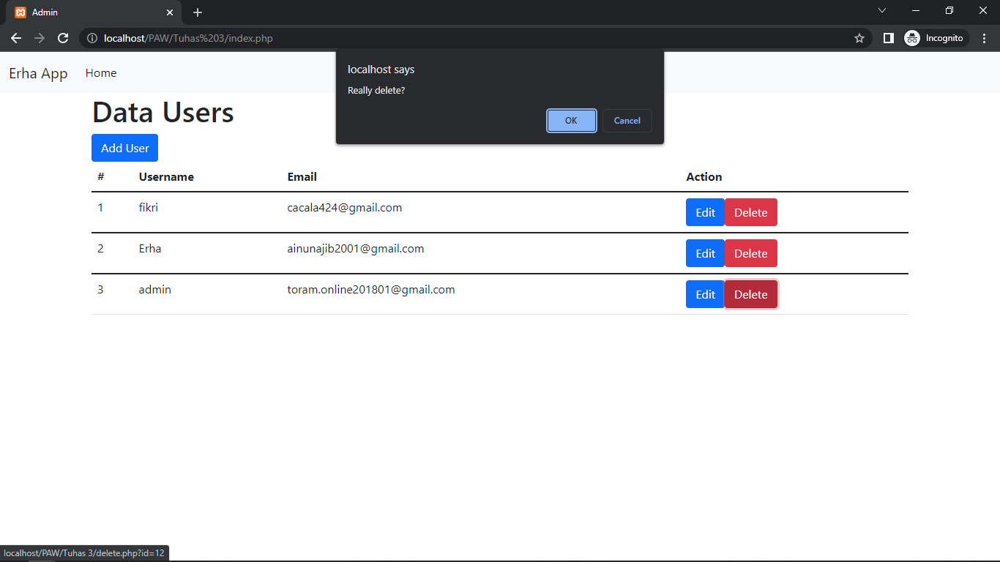 Admin
localhost/PAW/Tuhas%203/index.php
Incognito
Erha App Home
localhost says
Really delete?
OK Cancel
Data Users
Add User
# Username Email Action
1 fikri cacala424@gmail.com Edit Delete
2 Erha ainunajib2001@gmail.com Edit Delete
3 admin toram.online201801@gmail.com Edit Delete
localhost/PAW/Tuhas 3/delete.php?id=12